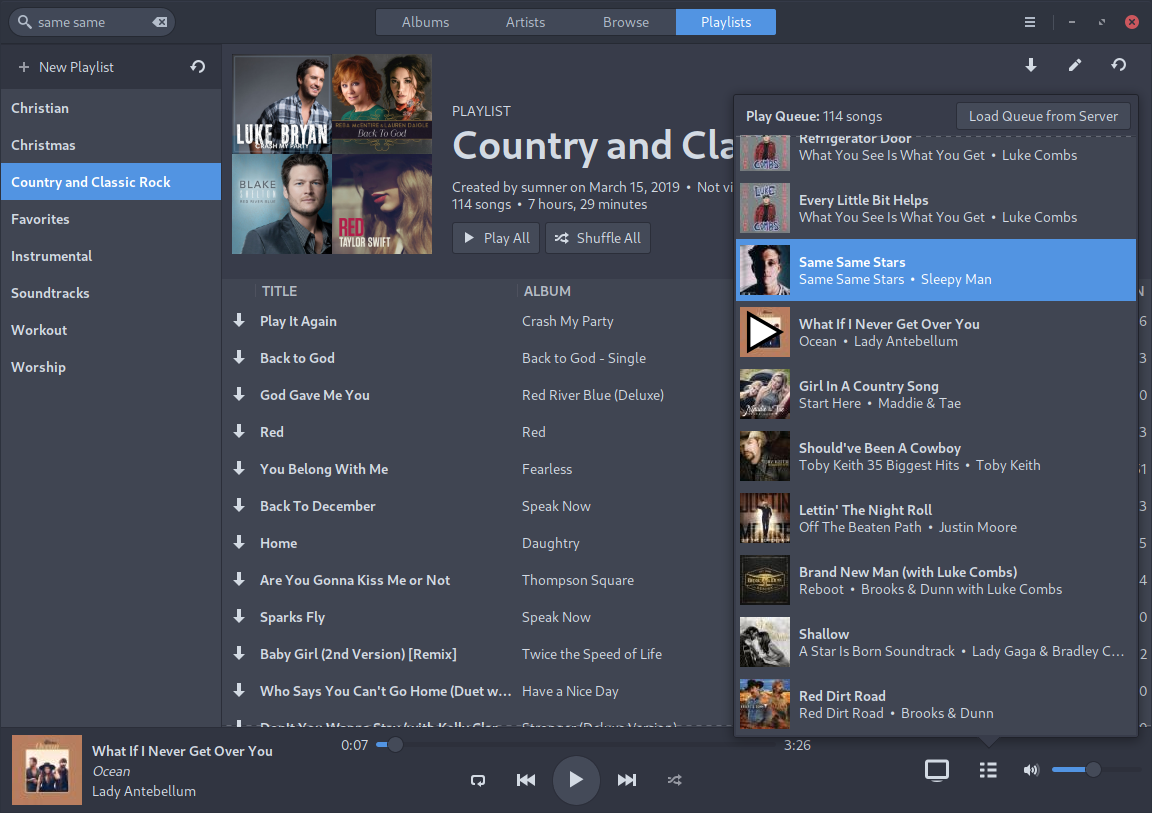 same same
Albums
Artists
Browse
Playlists
New Playlist
Christian
Christmas
Country and Classic Rock
Favorites
Instrumental
Soundtracks
Workout
Worship
LUKE BRYAN
CRASH MY PARTY
REBA MCENTIRE & LAUREN DAIGLE
Back To God
BLAKE
SHELTON
RED RIVER BLUE
RED
TAYLOR SWIFT
PLAYLIST
Country and Cla
Created by sumner on March 15, 2019 • Not vi
114 songs • 7 hours, 29 minutes
Play All
Shuffle All
TITLE ALBUM
Play It Again Crash My Party
Back to God Back to God - Single
God Gave Me You Red River Blue (Deluxe)
Red Red
You Belong With Me Fearless
Back To December Speak Now
Home Daughtry
Are You Gonna Kiss Me or Not Thompson Square
Sparks Fly Speak Now
Baby Girl (2nd Version) [Remix] Twice the Speed of Life
Who Says You Can't Go Home (Duet w... Have a Nice Day
Play Queue: 114 songs
Load Queue from Server
Refrigerator Door
What You See Is What You Get • Luke Combs
Every Little Bit Helps
What You See Is What You Get • Luke Combs
Same Same Stars
Same Same Stars • Sleepy Man
What If I Never Get Over You
Ocean • Lady Antebellum
Girl In A Country Song
Start Here • Maddie & Tae
Should've Been A Cowboy
Toby Keith 35 Biggest Hits • Toby Keith
Lettin' The Night Roll
Off The Beaten Path • Justin Moore
Brand New Man (with Luke Combs)
Reboot • Brooks & Dunn with Luke Combs
Shallow
A Star Is Born Soundtrack • Lady Gaga & Bradley C...
Red Dirt Road
Red Dirt Road • Brooks & Dunn
What If I Never Get Over You
Ocean
Lady Antebellum
0:07
3:26